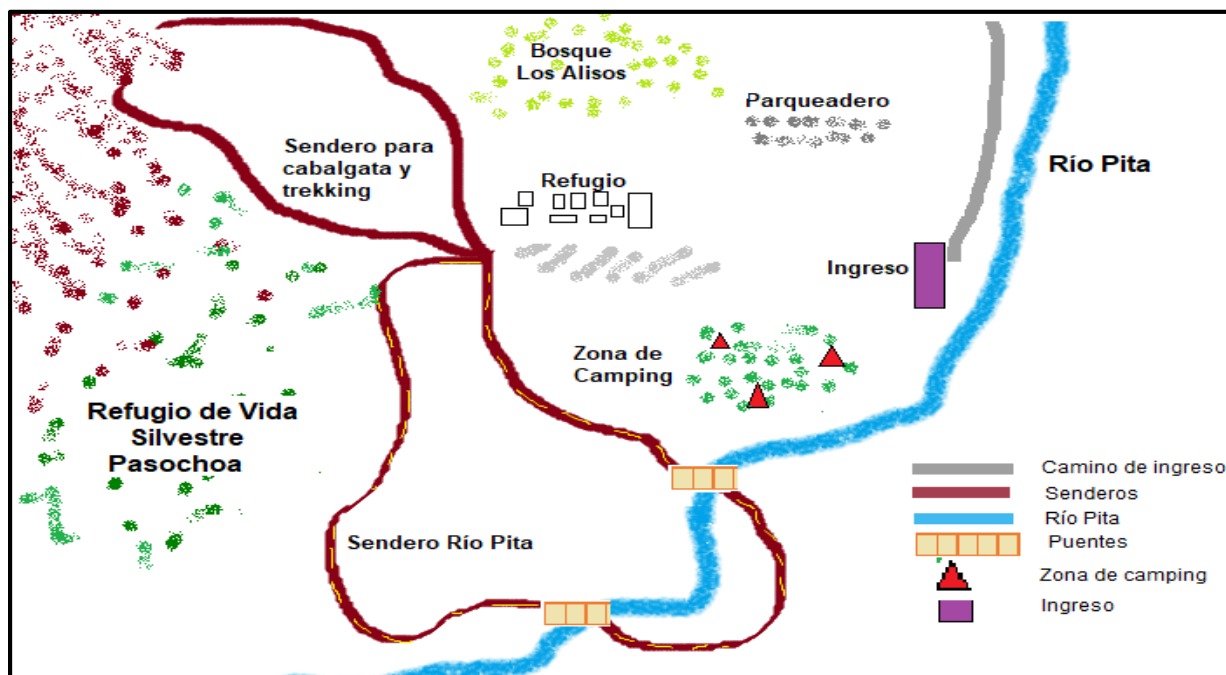 Bosque
Los Alisos
Parqueadero
Sendero para
cabalgata y
trekking
Río Pita
Refugio
Ingreso
Zona de
Camping
Refugio de Vida
Silvestre
Pasochoa
Sendero Río Pita
Camino de ingreso
Senderos
Río Pita
Puentes
Zona de camping
Ingreso